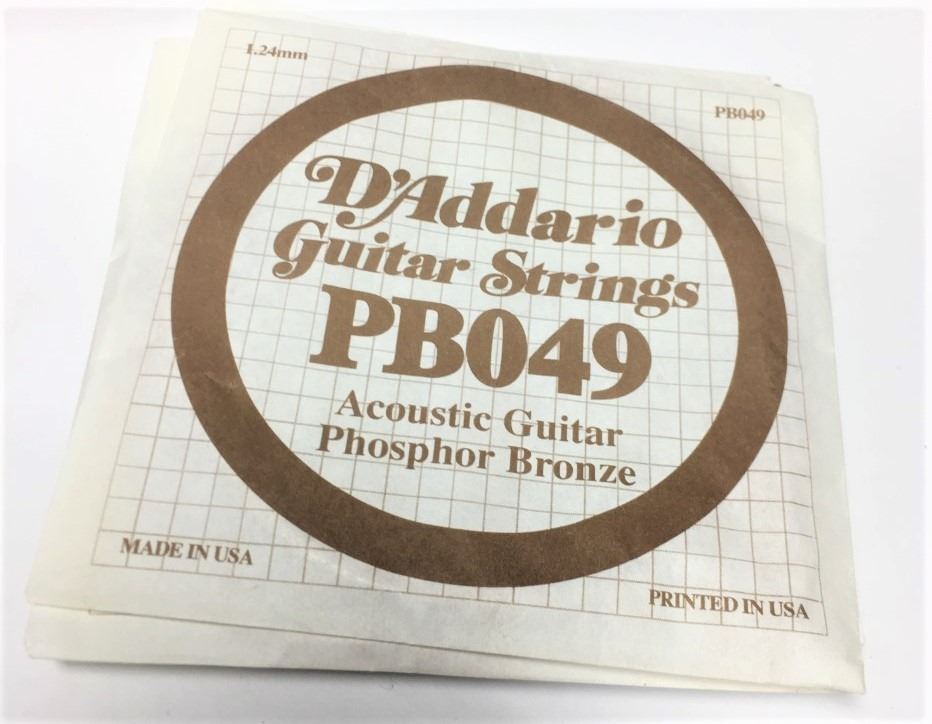 1.24mm
PB049
D'Addario
Guitar Strings
PB049
Acoustic Guitar
Phosphor Bronze
MADE IN USA
PRINTED IN USA